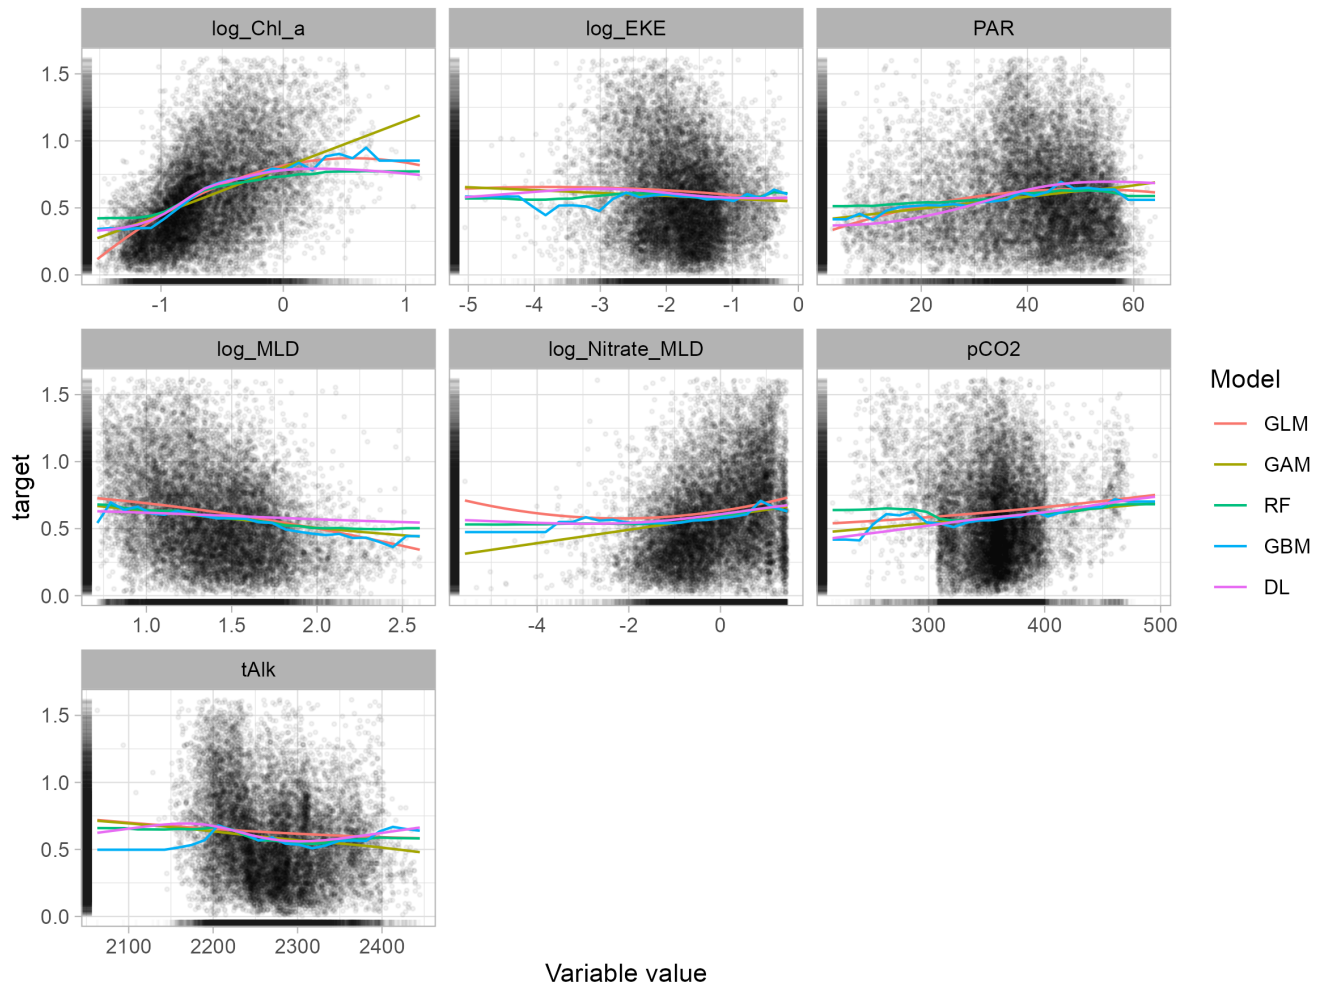 log_Chl_a
log_EKE
PAR
1.5
1.0
0.5
0.0
-1 0 1
-5 -4 -3 -2 -1 0
20 40 60
log_MLD
log_Nitrate_MLD
pCO2
1.5
1.0
0.5
0.0
1.0 1.5 2.0 2.5
-4 -2 0
300 400 500
tAlk
1.5
1.0
0.5
0.0
2100 2200 2300 2400
target
Variable value
Model
GLM
GAM
RF
GBM
DL